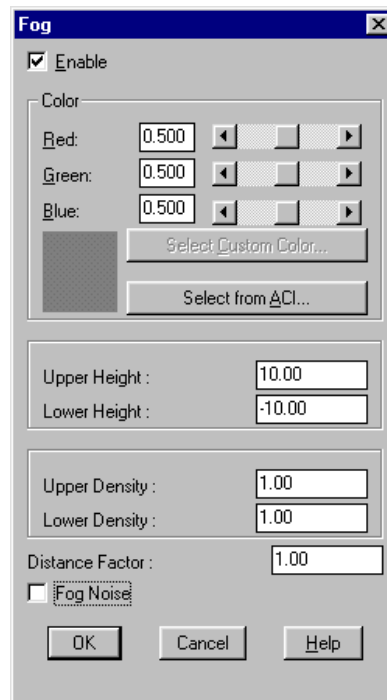 Fog
Enable
Color
Red: 0.500
Green: 0.500
Blue: 0.500
Select Custom Color...
Select from ACI...
Upper Height : 10.00
Lower Height : -10.00
Upper Density : 1.00
Lower Density : 1.00
Distance Factor : 1.00
Fog Noise
OK Cancel Help